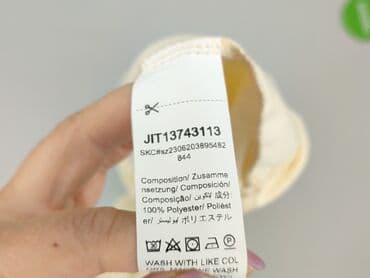 JIT13743113
SKC#sz2306203895482
844
Composition/ Zusamme
nsetzung/ Composición/
Composição/ تكوين/ 成分:
100% Polyester/ Poliést
er/ بوليستر/ ポリエステル
WASH WITH LIKE COL